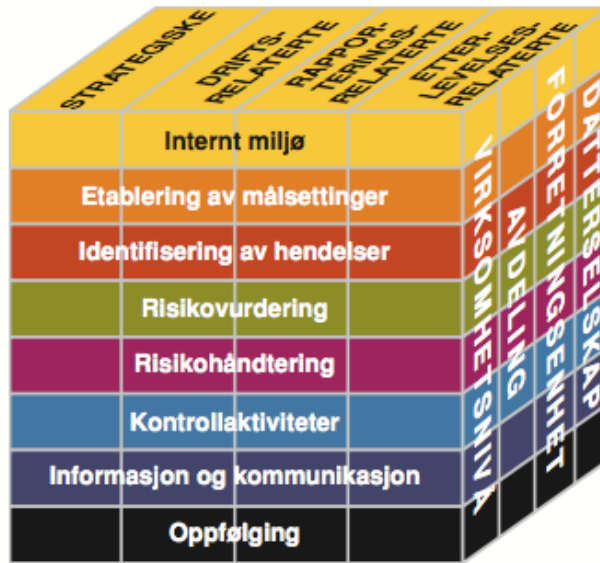 STRATEGISKE
DRIFTS-
RELATERTE
RAPPOR-
TERINGS-
RELATERTE
ETTER-
LEVELSES-
RELATERTE
Internt miljø
Etablering av målsettinger
Identifisering av hendelser
Risikovurdering
Risikohåndtering
Kontrollaktiviteter
Informasjon og kommunikasjon
Oppfølging
VIRKSOMHETSNIVÅ
AVDELING
FORRETNINGSENHET
DATTERSELSKAP